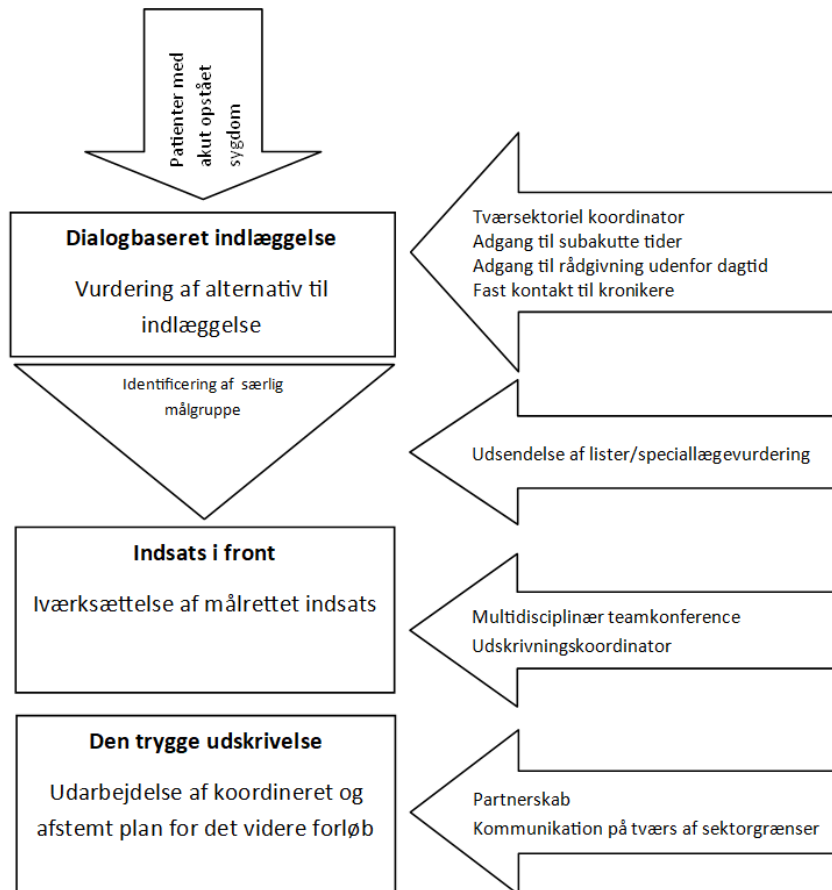 Patienter med
akut opstået
sygdom
Dialogbaseret indlæggelse
Vurdering af alternativ til
indlæggelse
Tværsektoriel koordinator
Adgang til subakutte tider
Adgang til rådgivning udenfor dagtid
Fast kontakt til kronikere
Identificering af særlig
målgruppe
Udsendelse af lister/speciallægevurdering
Indsats i front
Iværksættelse af målrettet indsats
Multidisciplinær teamkonference
Udskrivningskoordinator
Den trygge udskrivelse
Udarbejdelse af koordineret og
afstemt plan for det videre forløb
Partnerskab
Kommunikation på tværs af sektorgrænser